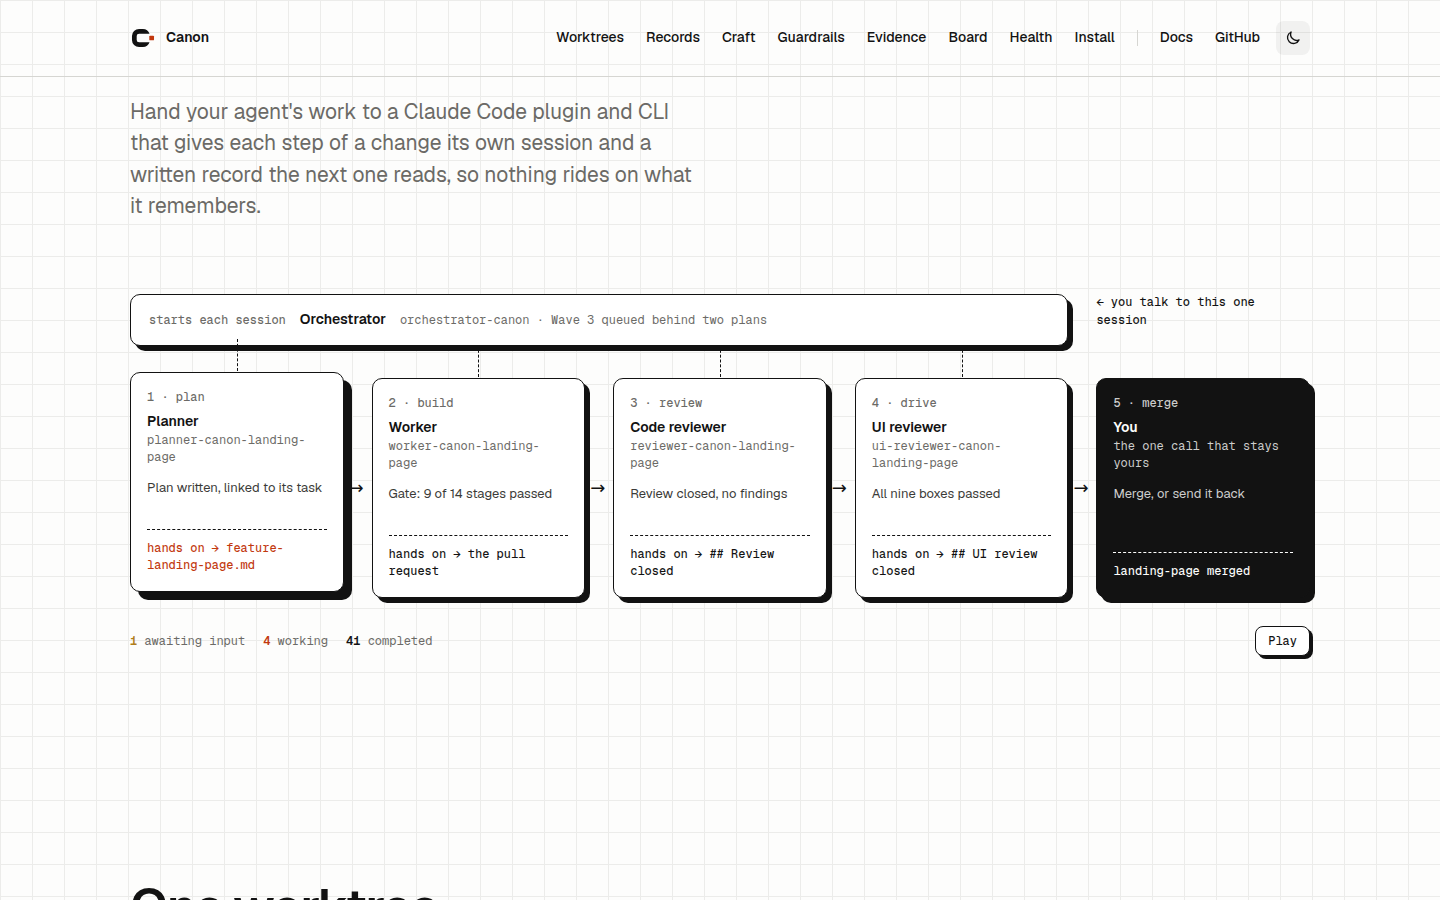 Canon
Worktrees Records Craft Guardrails Evidence Board Health Install Docs GitHub
Hand your agent's work to a Claude Code plugin and CLI
that gives each step of a change its own session and a
written record the next one reads, so nothing rides on what
it remembers.
starts each session Orchestrator orchestrator-canon · Wave 3 queued behind two plans
← you talk to this one
session
1 · plan
Planner
planner-canon-landing-
page
Plan written, linked to its task
hands on → feature-
landing-page.md
→
2 · build
Worker
worker-canon-landing-
page
Gate: 9 of 14 stages passed
hands on → the pull
request
→
3 · review
Code reviewer
reviewer-canon-landing-
page
Review closed, no findings
hands on → ## Review
closed
→
4 · drive
UI reviewer
ui-reviewer-canon-
landing-page
All nine boxes passed
hands on → ## UI review
closed
→
5 · merge
You
the one call that stays
yours
Merge, or send it back
landing-page merged
1 awaiting input 4 working 41 completed
Play
One worktree